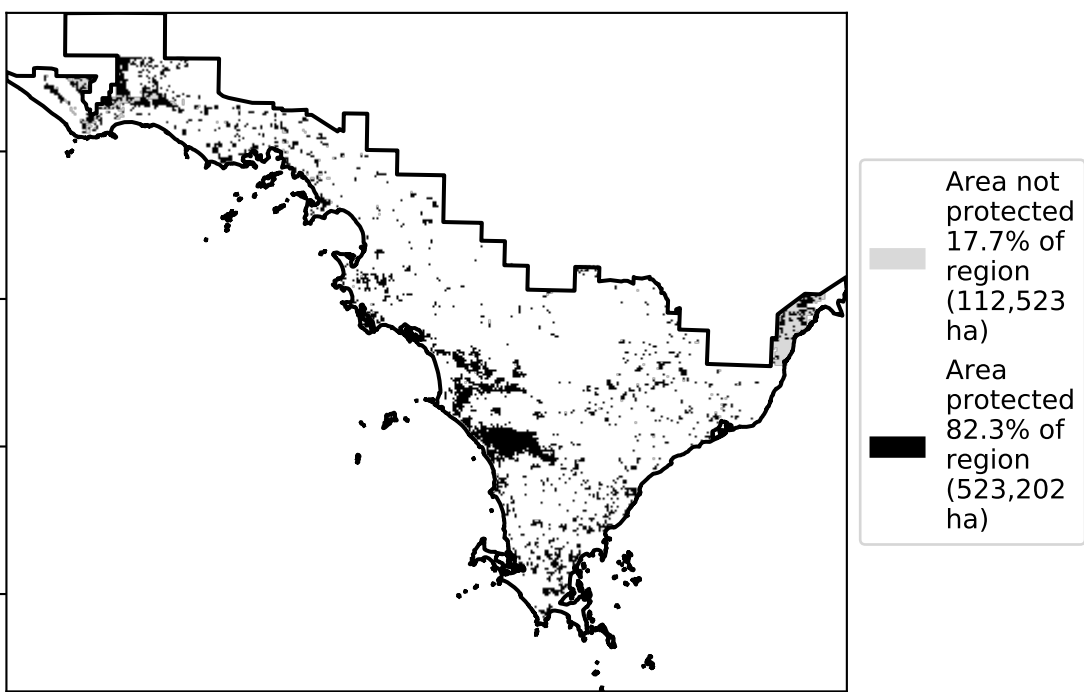 Area not
protected
17.7% of
region
(112,523
ha)
Area
protected
82.3% of
region
(523,202
ha)